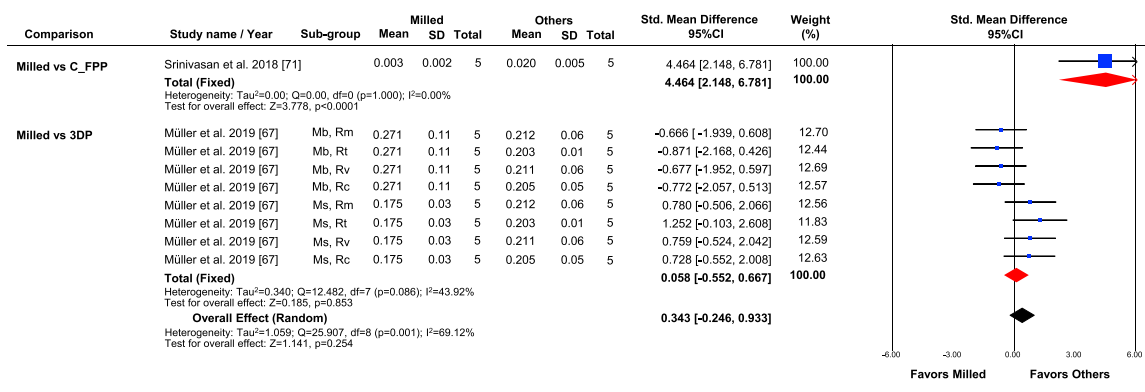 Milled Others Std. Mean Difference Weight Std. Mean Difference
Comparison Study name / Year Sub-group Mean SD Total Mean SD Total 95%CI (%) 95%CI
Milled vs C_FPP Srinivasan et al. 2018 [71] 0.003 0.002 5 0.020 0.005 5 4.464 [2.148, 6.781] 100.00
Total (Fixed) 4.464 [2.148, 6.781] 100.00
Heterogeneity: Tau²=0.00; Q=0.00, df=0 (p=1.000); I²=0.00%
Test for overall effect: Z=3.778, p<0.0001
Milled vs 3DP Müller et al. 2019 [67] Mb, Rm 0.271 0.11 5 0.212 0.06 5 -0.666 [-1.939, 0.608] 12.70
Müller et al. 2019 [67] Mb, Rt 0.271 0.11 5 0.203 0.01 5 -0.871 [-2.168, 0.426] 12.44
Müller et al. 2019 [67] Mb, Rv 0.271 0.11 5 0.211 0.06 5 -0.677 [-1.952, 0.597] 12.69
Müller et al. 2019 [67] Mb, Rc 0.271 0.11 5 0.205 0.05 5 -0.772 [-2.057, 0.513] 12.57
Müller et al. 2019 [67] Ms, Rm 0.175 0.03 5 0.212 0.06 5 0.780 [-0.506, 2.066] 12.56
Müller et al. 2019 [67] Ms, Rt 0.175 0.03 5 0.203 0.01 5 1.252 [-0.103, 2.608] 11.83
Müller et al. 2019 [67] Ms, Rv 0.175 0.03 5 0.211 0.06 5 0.759 [-0.524, 2.042] 12.59
Müller et al. 2019 [67] Ms, Rc 0.175 0.03 5 0.205 0.05 5 0.728 [-0.552, 2.008] 12.63
Total (Fixed) 0.058 [-0.552, 0.667] 100.00
Heterogeneity: Tau²=0.340; Q=12.482, df=7 (p=0.086); I²=43.92%
Test for overall effect: Z=0.185, p=0.853
Overall Effect (Random) 0.343 [-0.246, 0.933]
Heterogeneity: Tau²=1.059; Q=25.907, df=8 (p=0.001); I²=69.12%
Test for overall effect: Z=1.141, p=0.254
-6.00 -3.00 0.00 3.00 6.00
Favors Milled Favors Others